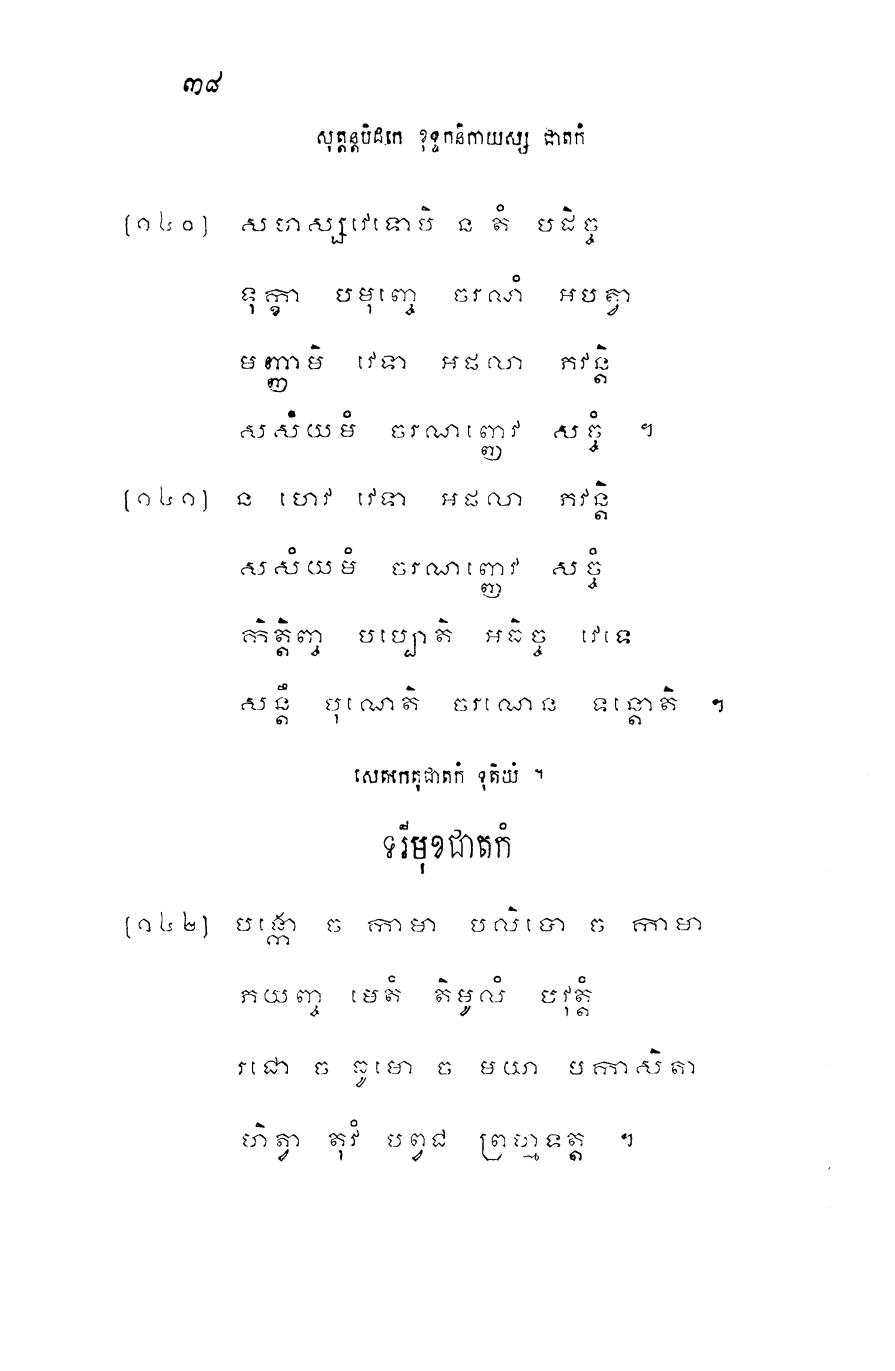 ៣៨
សុត្តន្តបិដកេ ខុទ្ទកនិកាយស្ស ជាតកំ
(១៤០) សហស្សវេទោបិ ន តំ បដិច្ច
ទុក្ខា បមុញ្ចេ ចរណំ អបត្វា
មញ្ញាមិ វេទា អផលា ភវន្តិ
សសំយមំ ចរណញ្ញេវ សច្ចំ ។
(១៤១) ន ហេវ វេទា អផលា ភវន្តិ
សសំយមំ ចរណញ្ញេវ សច្ចំ
កិត្តិញ្ច បប្បោតិ អធិច្ច វេទេ
សន្តឹ បុណេតិ ចរណេន ទន្តោតិ ។
សេតកេតុជាតកំ ទុតិយំ ។
ទរីមុខជាតកំ
(១៤២) បង្កោ ច កាមា បលិទោ ច កាមា
ភយញ្ច មេតំ តិមូលំ បវុត្តំ
រជោ ច ធូមោ ច មយា បកាសិតា
ហិត្វា តុវំ បព្វជ ព្រហ្មទត្ត ។